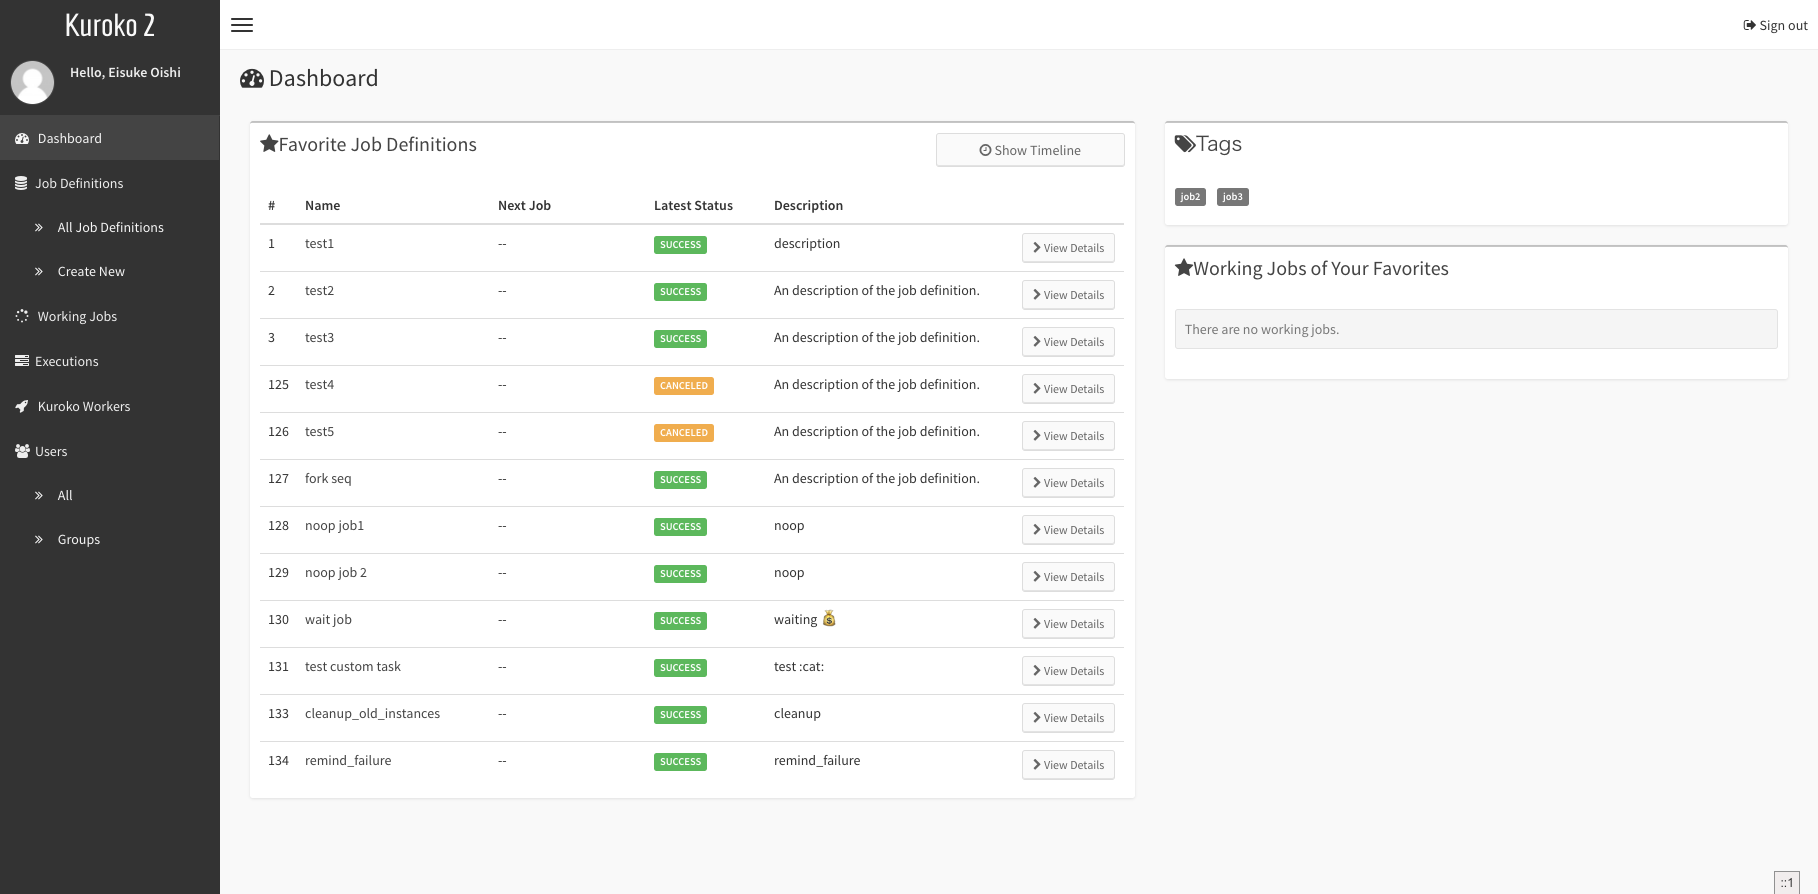 Kuroko 2
Hello, Eisuke Oishi
Dashboard
Job Definitions
All Job Definitions
Create New
Working Jobs
Executions
Kuroko Workers
Users
All
Groups
Sign out
Dashboard
Favorite Job Definitions
Show Timeline
# Name Next Job Latest Status Description
1 test1 -- SUCCESS description View Details
2 test2 -- SUCCESS An description of the job definition. View Details
3 test3 -- SUCCESS An description of the job definition. View Details
125 test4 -- CANCELED An description of the job definition. View Details
126 test5 -- CANCELED An description of the job definition. View Details
127 fork seq -- SUCCESS An description of the job definition. View Details
128 noop job1 -- SUCCESS noop View Details
129 noop job 2 -- SUCCESS noop View Details
130 wait job -- SUCCESS waiting 💰 View Details
131 test custom task -- SUCCESS test :cat: View Details
133 cleanup_old_instances -- SUCCESS cleanup View Details
134 remind_failure -- SUCCESS remind_failure View Details
Tags
job2 job3
Working Jobs of Your Favorites
There are no working jobs.
::1